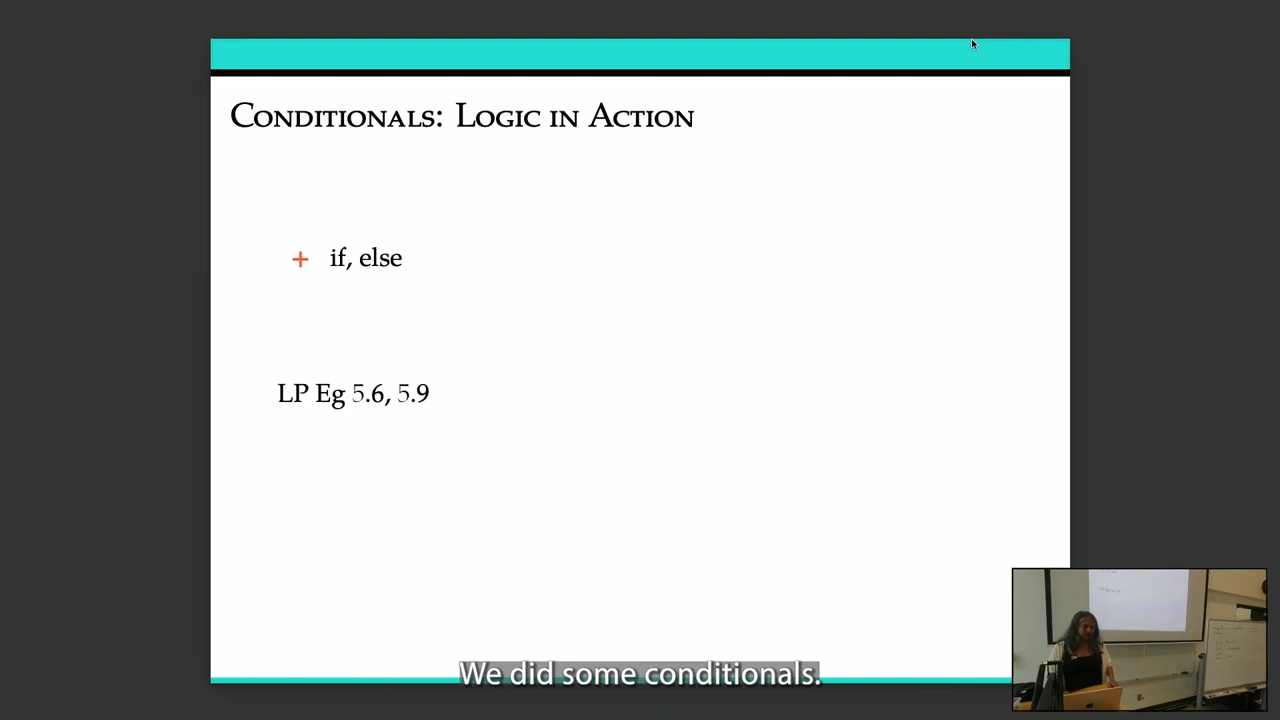 Conditionals: Logic in Action
+ if, else
LP Eg 5.6, 5.9
We did some conditionals.